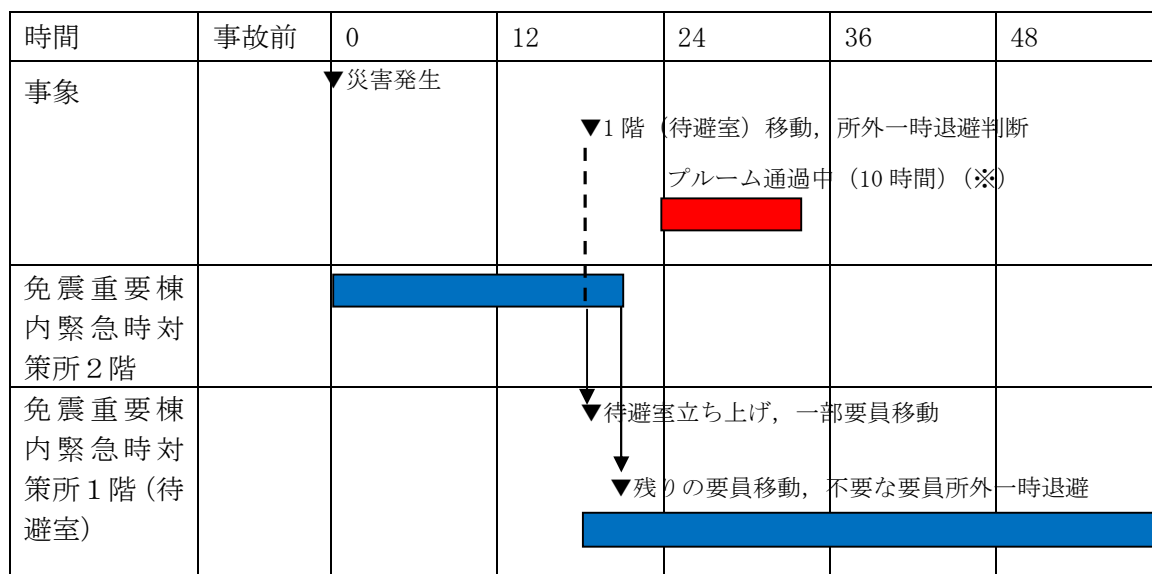 時間 事故前 0 12 24 36 48
事象
▼災害発生
▼1階（待避室）移動，所外一時退避判断
プルーム通過中（10時間）（※）
免震重要棟
内緊急時対
策所２階
免震重要棟
内緊急時対
策所１階（待
避室）
▼待避室立ち上げ，一部要員移動
▼残りの要員移動，不要な要員所外一時退避